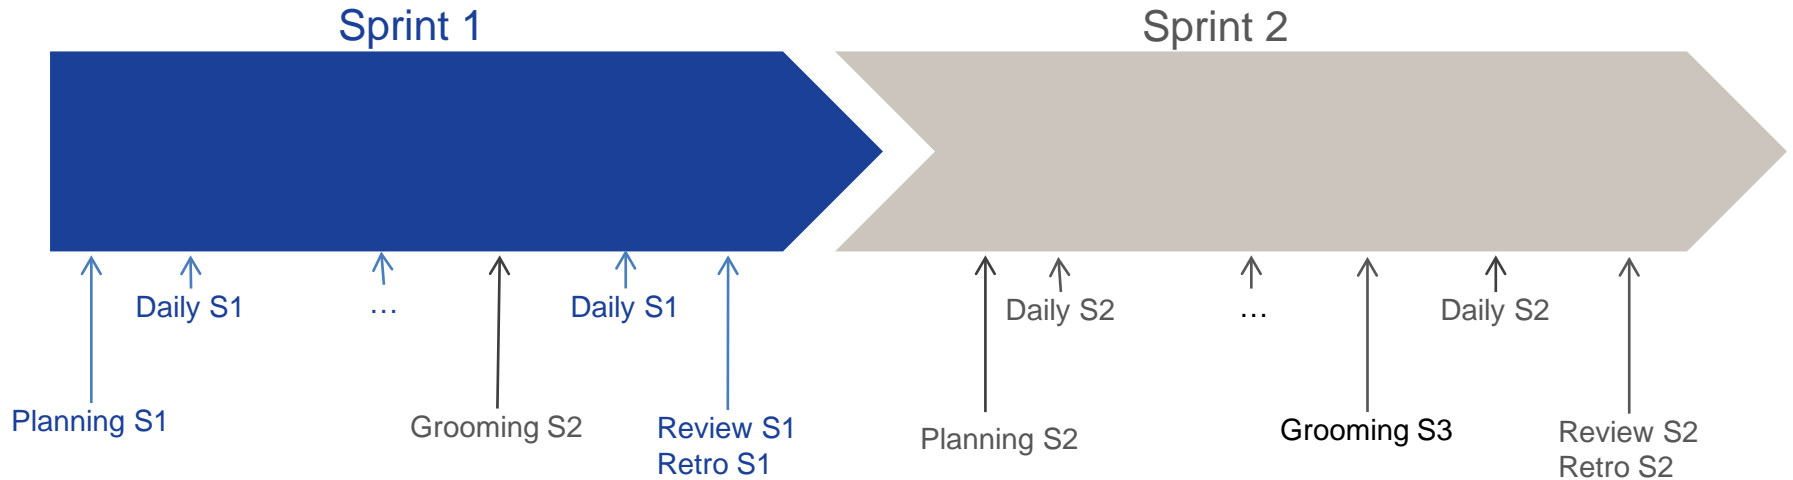 Sprint 1
Sprint 2
Daily S1
…
Daily S1
Daily S2
…
Daily S2
Planning S1
Grooming S2
Review S1
Retro S1
Planning S2
Grooming S3
Review S2
Retro S2